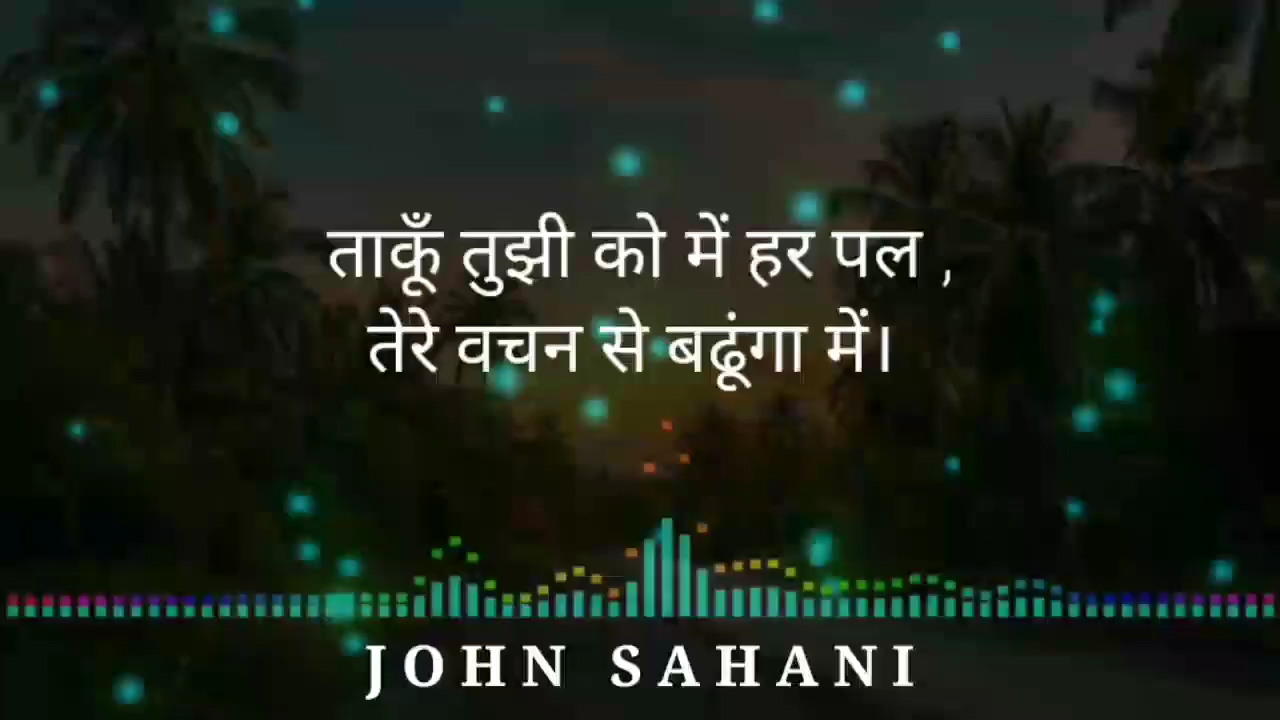 ताकूँ तुझी को में हर पल ,
तेरे वचन से बढूंगा में।
JOHN SAHANI